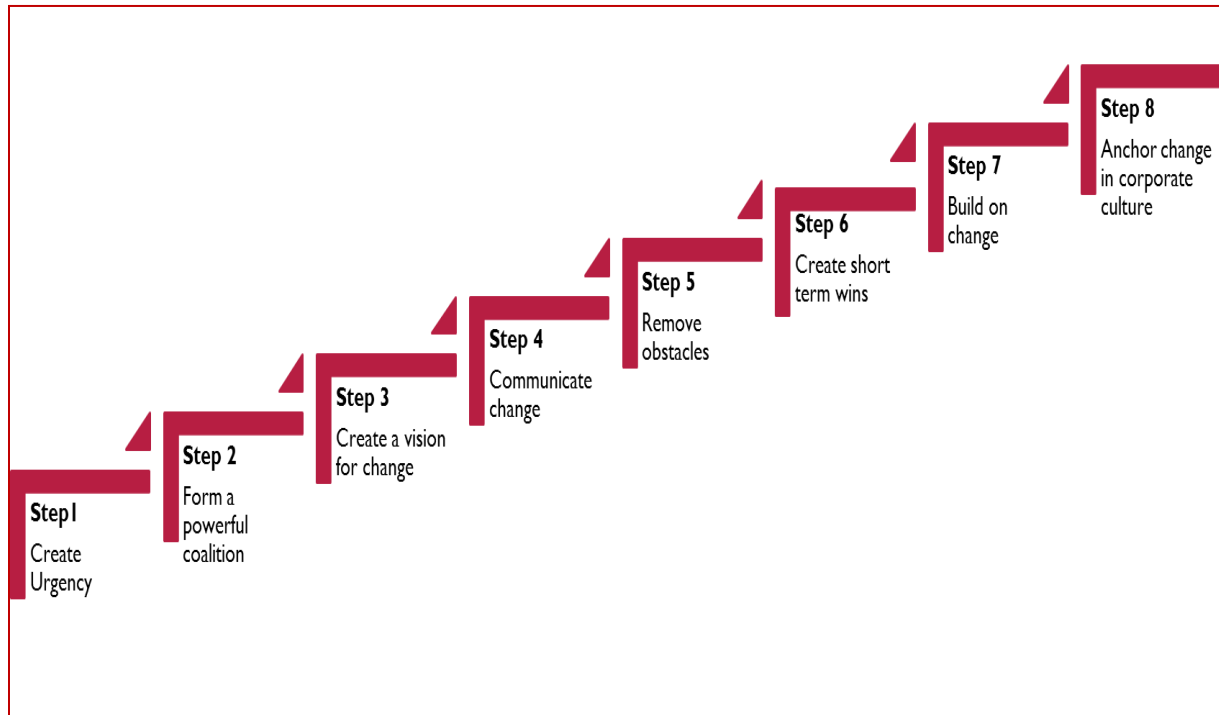 Step1
Create
Urgency
Step 2
Form a
powerful
coalition
Step 3
Create a vision
for change
Step 4
Communicate
change
Step 5
Remove
obstacles
Step 6
Create short
term wins
Step 7
Build on
change
Step 8
Anchor change
in corporate
culture